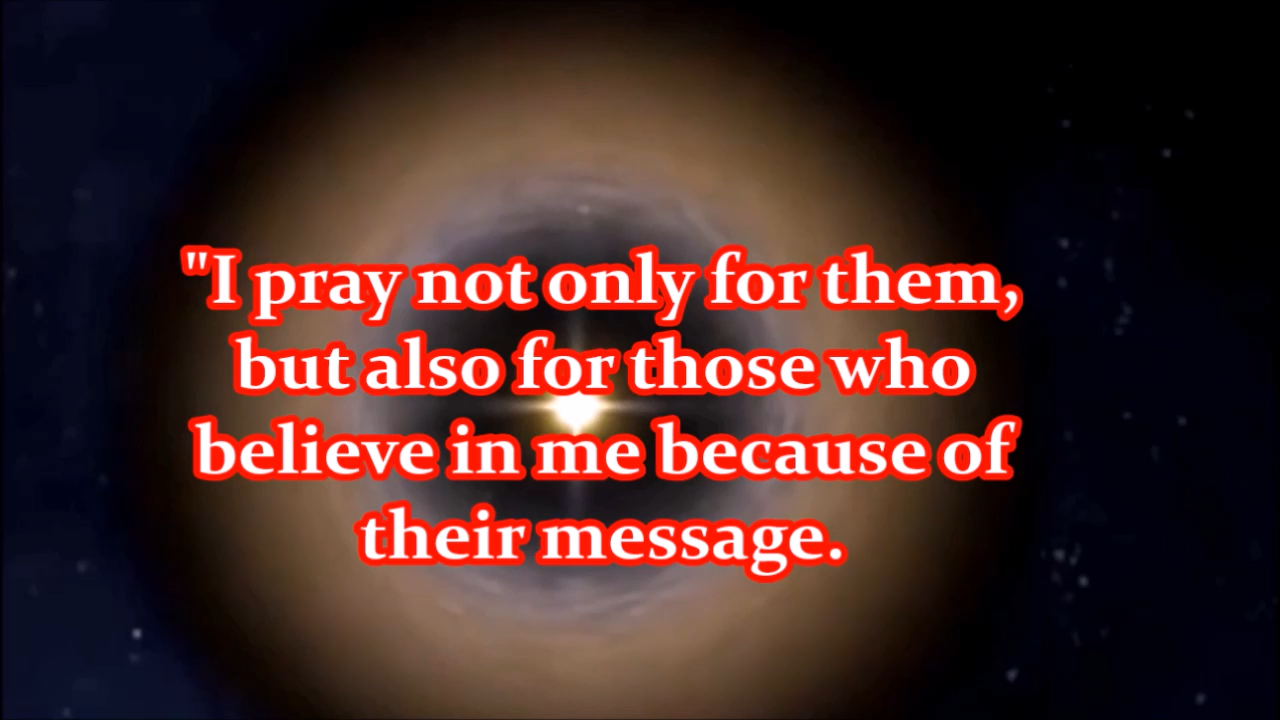 "I pray not only for them,
but also for those who
believe in me because of
their message.